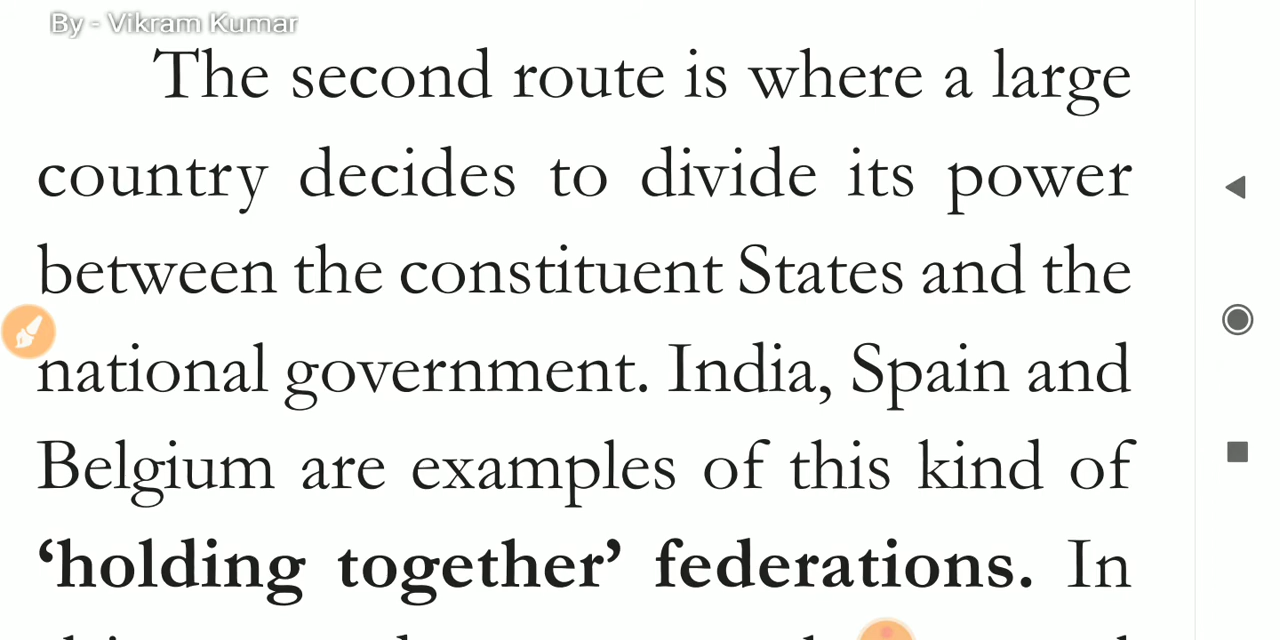 By - Vikram Kumar
The second route is where a large
country decides to divide its power
between the constituent States and the
national government. India, Spain and
Belgium are examples of this kind of
‘holding together’ federations. In